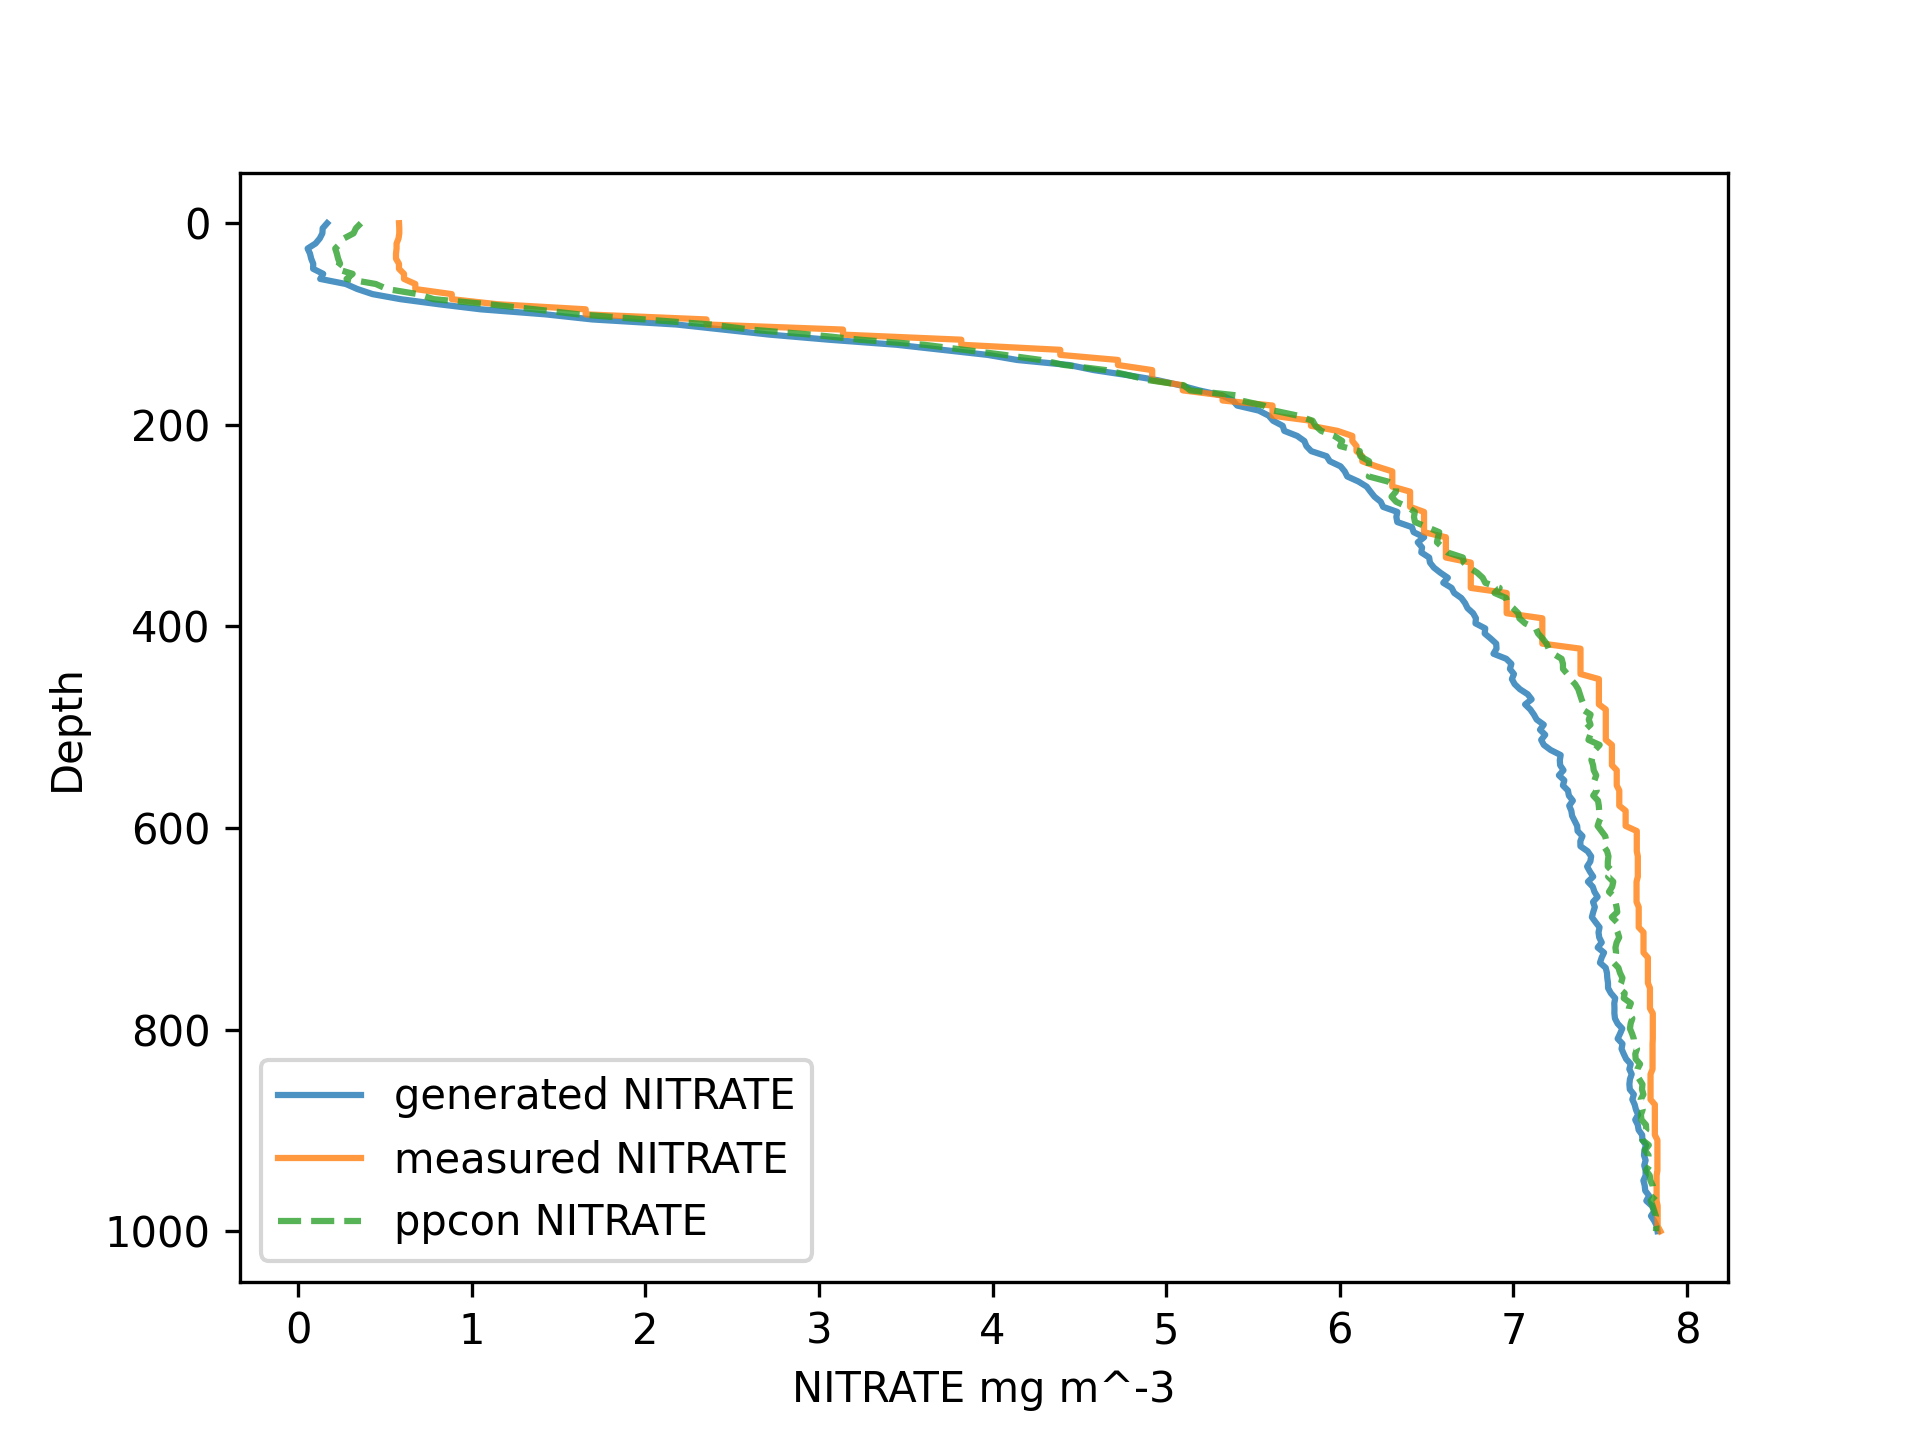 0
200
400
600
800
1000
Depth
generated NITRATE
measured NITRATE
ppcon NITRATE
0 1 2 3 4 5 6 7 8
NITRATE mg m^-3